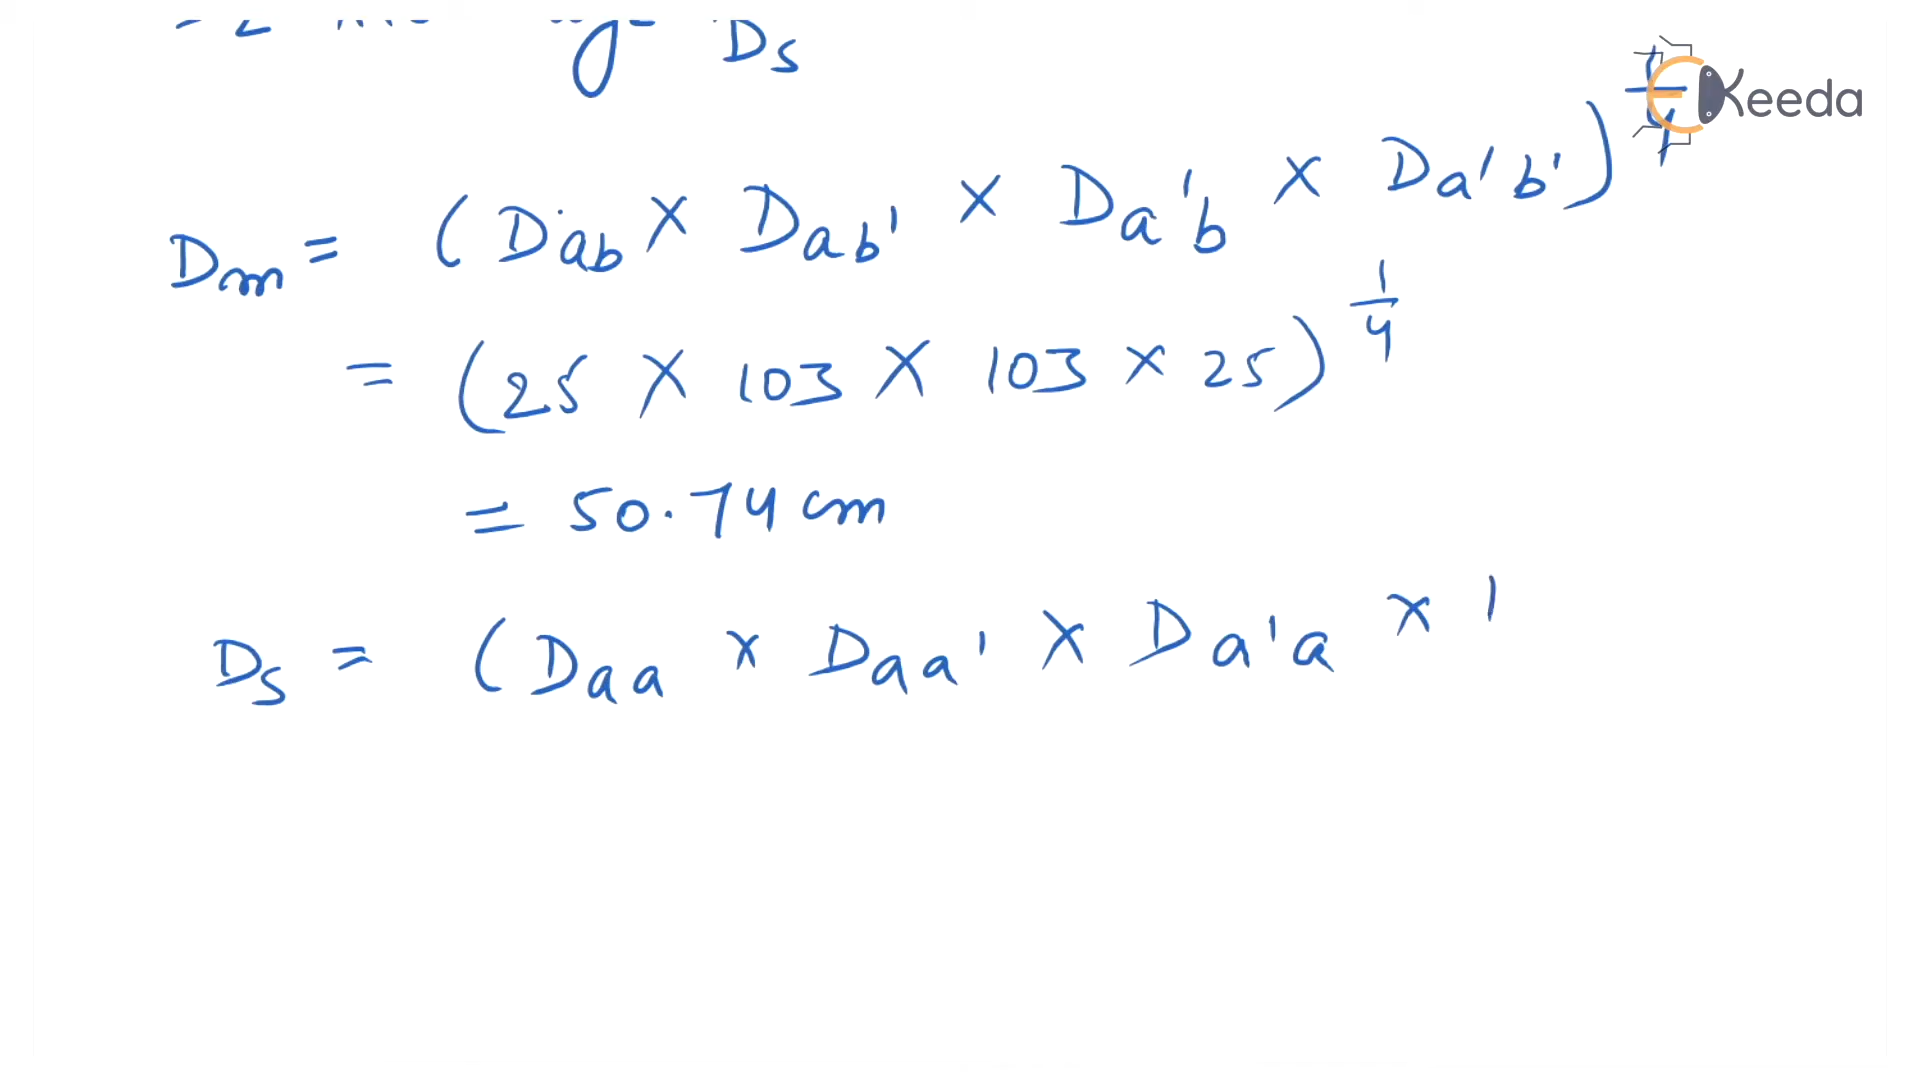 Ds
Keeda
Dm = (Dab × Dab' × Da'b × Da'b')^1/4
= (25 × 103 × 103 × 25)^1/4
= 50.74 cm
Ds = (Daa × Daa' × Da'a ×